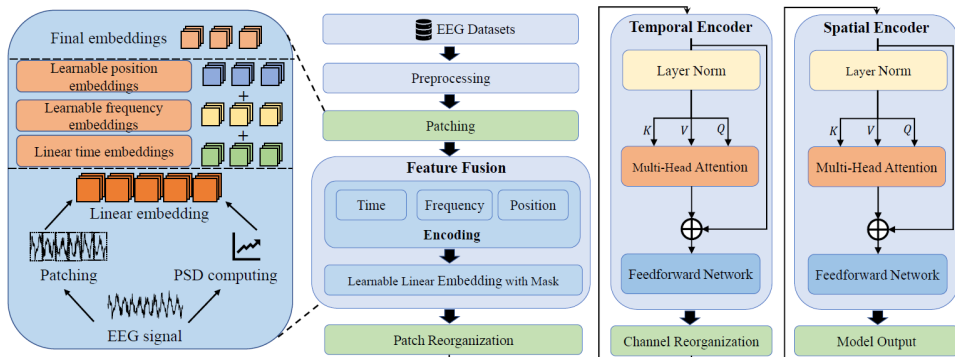 Final embeddings
Learnable position
embeddings
+
Learnable frequency
embeddings
+
Linear time embeddings
Linear embedding
Patching
PSD computing
EEG signal
EEG Datasets
Preprocessing
Patching
Feature Fusion
Time
Frequency
Position
Encoding
Learnable Linear Embedding with Mask
Patch Reorganization
Temporal Encoder
Layer Norm
K V Q
Multi-Head Attention
Feedforward Network
Channel Reorganization
Spatial Encoder
Layer Norm
K V Q
Multi-Head Attention
Feedforward Network
Model Output